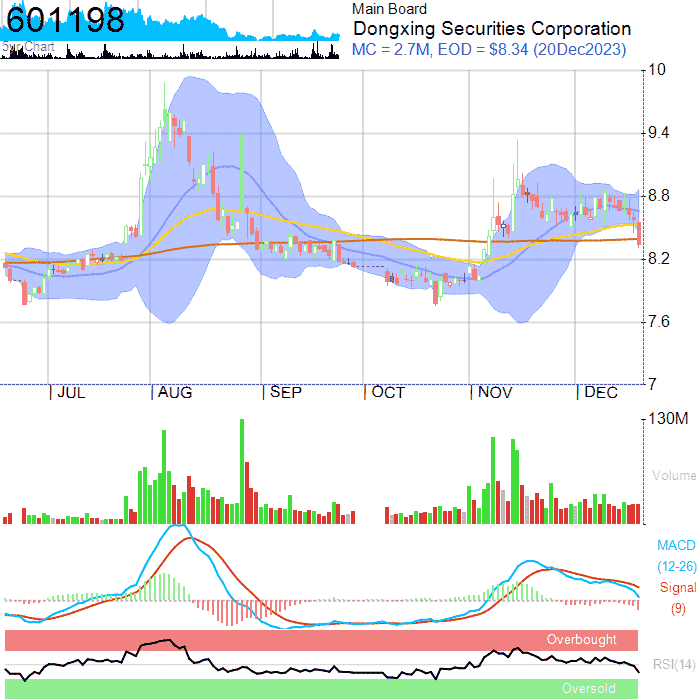 601198
5yr Chart
Main Board
Dongxing Securities Corporation
MC = 2.7M, EOD = $8.34 (20Dec2023)
10
9.4
8.8
8.2
7.6
7
JUL AUG SEP OCT NOV DEC
130M
Volume
MACD
(12-26)
Signal
(9)
Overbought
RSI(14)
Oversold